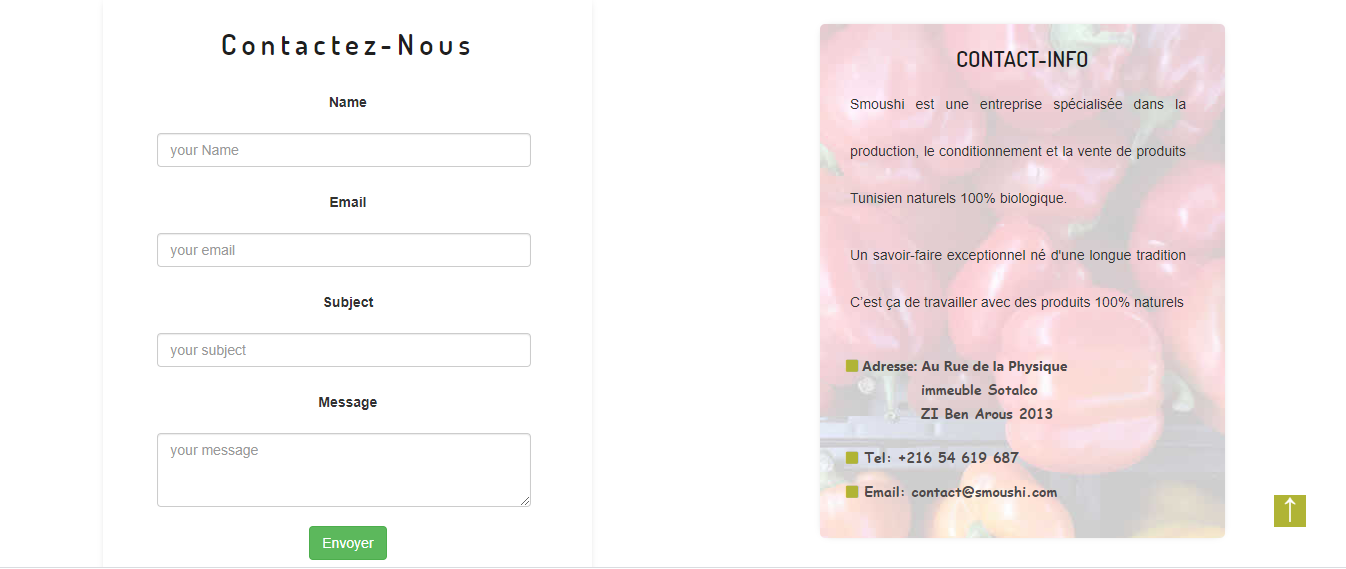 Contactez-Nous
Name
your Name
Email
your email
Subject
your subject
Message
your message
Envoyer
CONTACT-INFO
Smoushi est une entreprise spécialisée dans la
production, le conditionnement et la vente de produits
Tunisien naturels 100% biologique.
Un savoir-faire exceptionnel né d'une longue tradition
C’est ça de travailler avec des produits 100% naturels
Adresse: Au Rue de la Physique
immeuble Sotalco
ZI Ben Arous 2013
Tel: +216 54 619 687
Email: contact@smoushi.com
↑